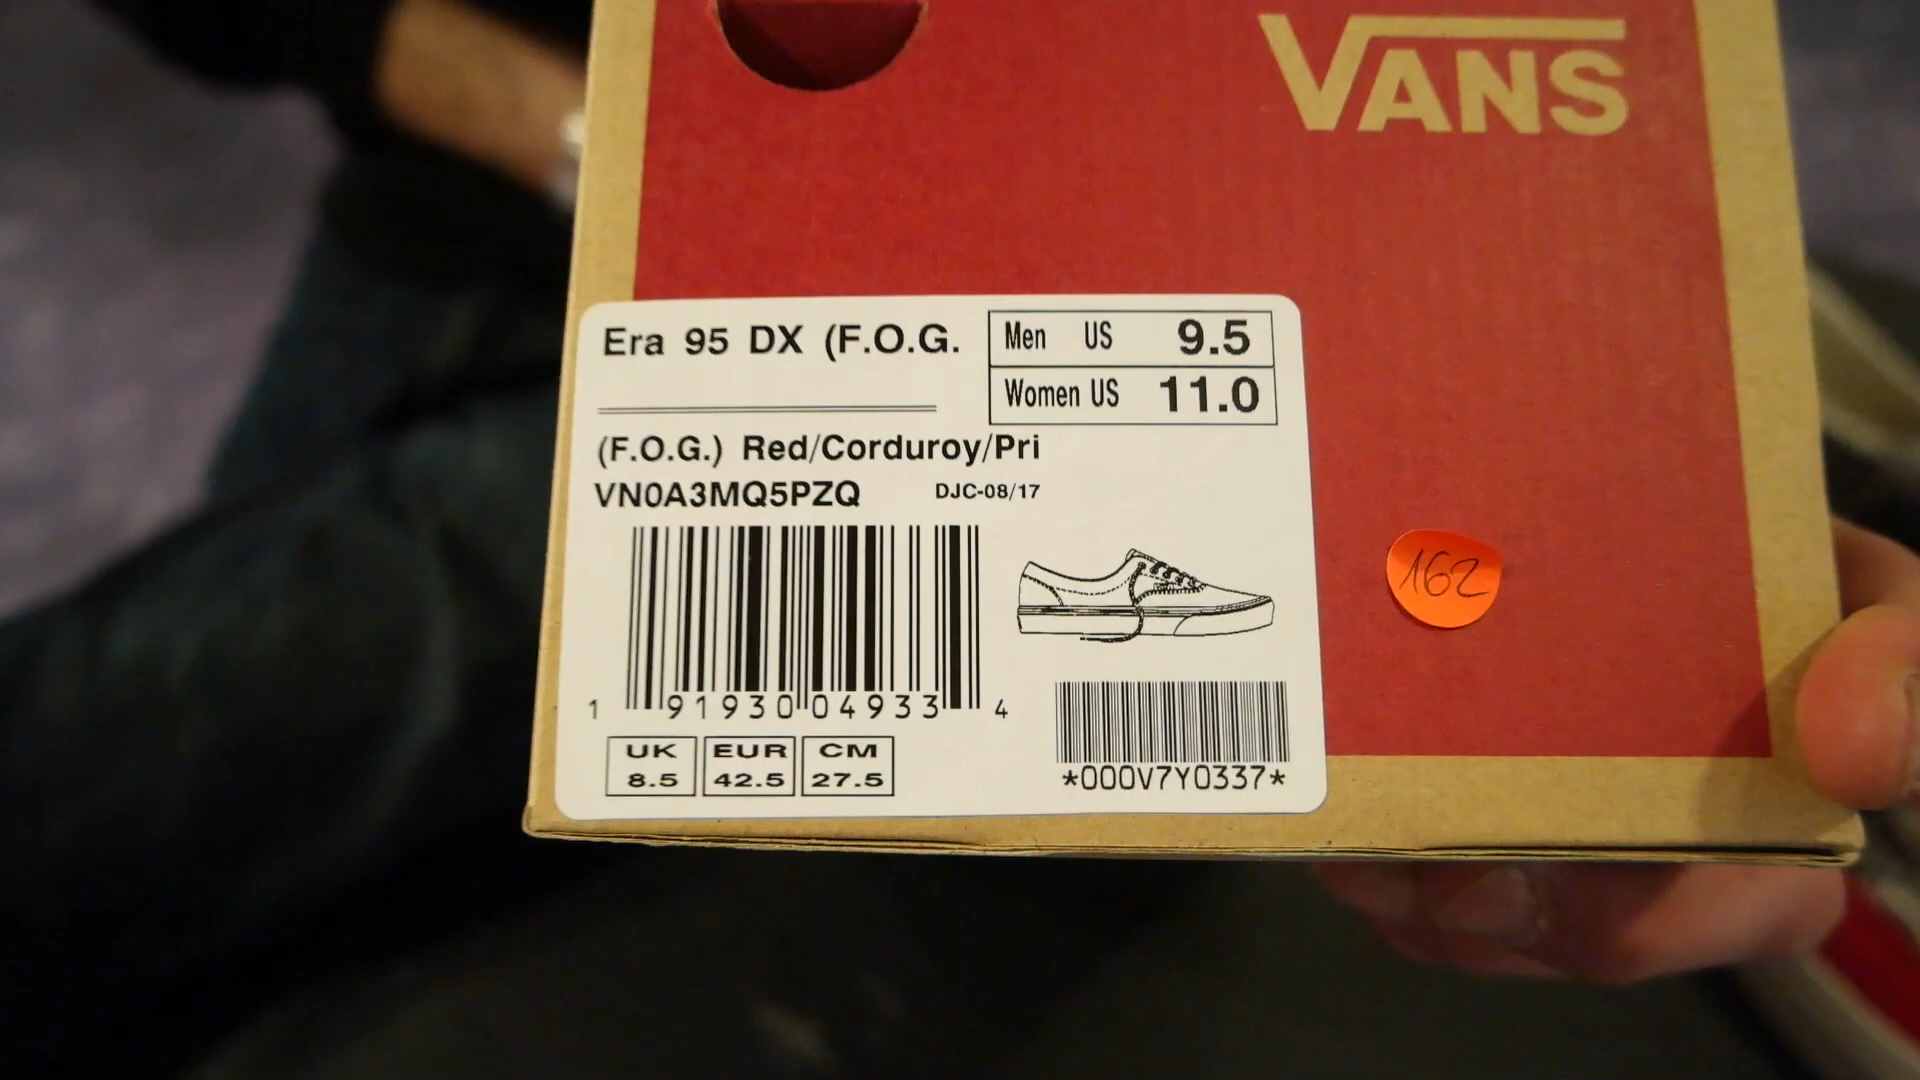 VANS
Era 95 DX (F.O.G.
Men US 9.5
Women US 11.0
(F.O.G.) Red/Corduroy/Pri
VN0A3MQ5PZQ DJC-08/17
162
1 91930 04933 4
UK EUR CM
8.5 42.5 27.5
*000V7Y0337*